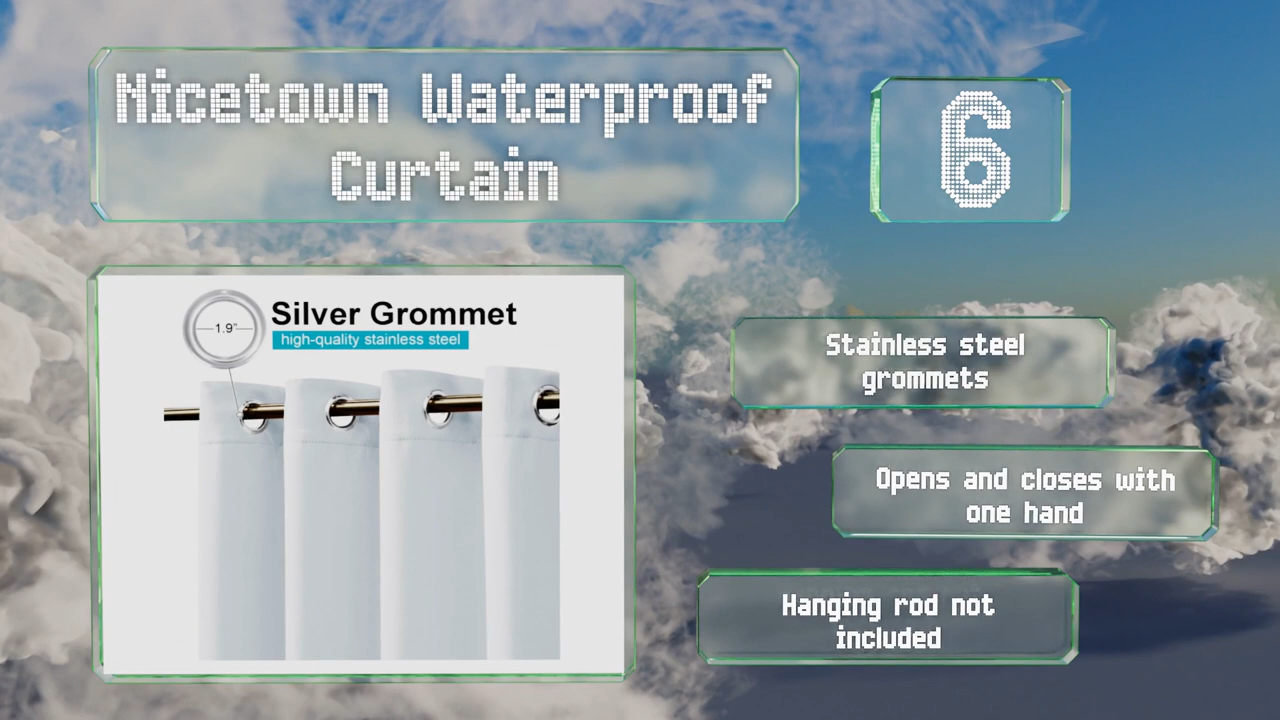 Nicetown Waterproof
Curtain
6
1.9"
Silver Grommet
high-quality stainless steel
Stainless steel
grommets
Opens and closes with
one hand
Hanging rod not
included